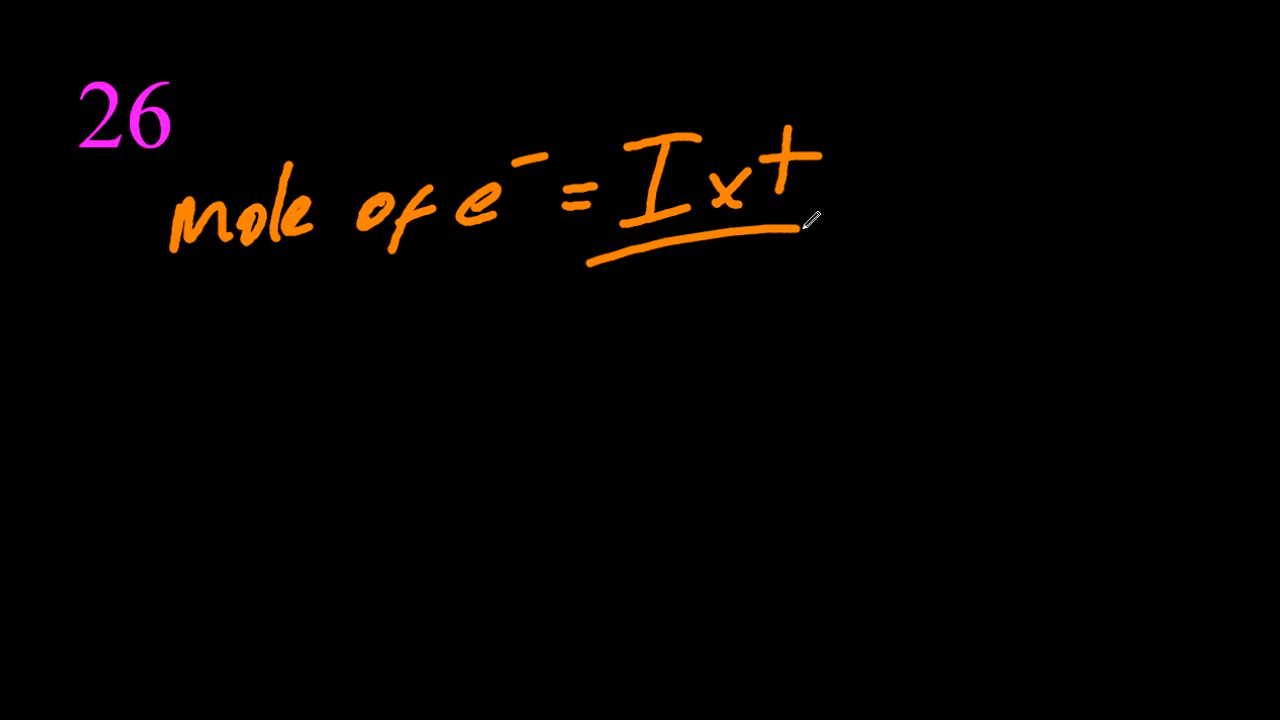 26
mole of e⁻ = I x t